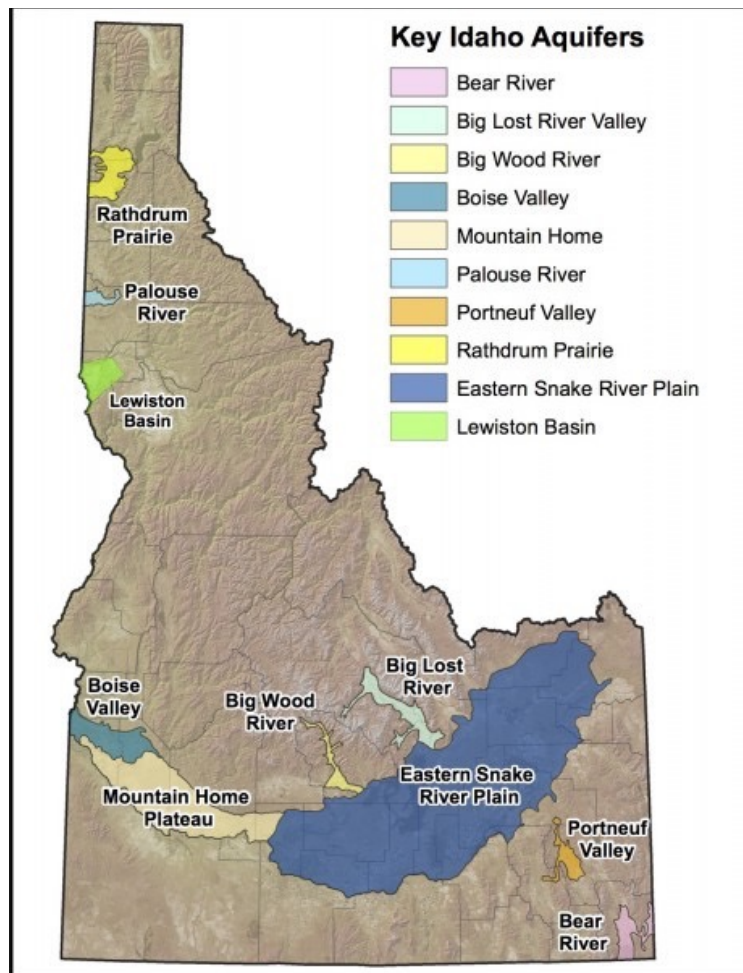 Key Idaho Aquifers
Bear River
Big Lost River Valley
Big Wood River
Boise Valley
Mountain Home
Palouse River
Portneuf Valley
Rathdrum Prairie
Eastern Snake River Plain
Lewiston Basin
Rathdrum
Prairie
Palouse
River
Lewiston
Basin
Boise
Valley
Big Wood
River
Big Lost
River
Mountain Home
Plateau
Eastern Snake
River Plain
Portneuf
Valley
Bear
River